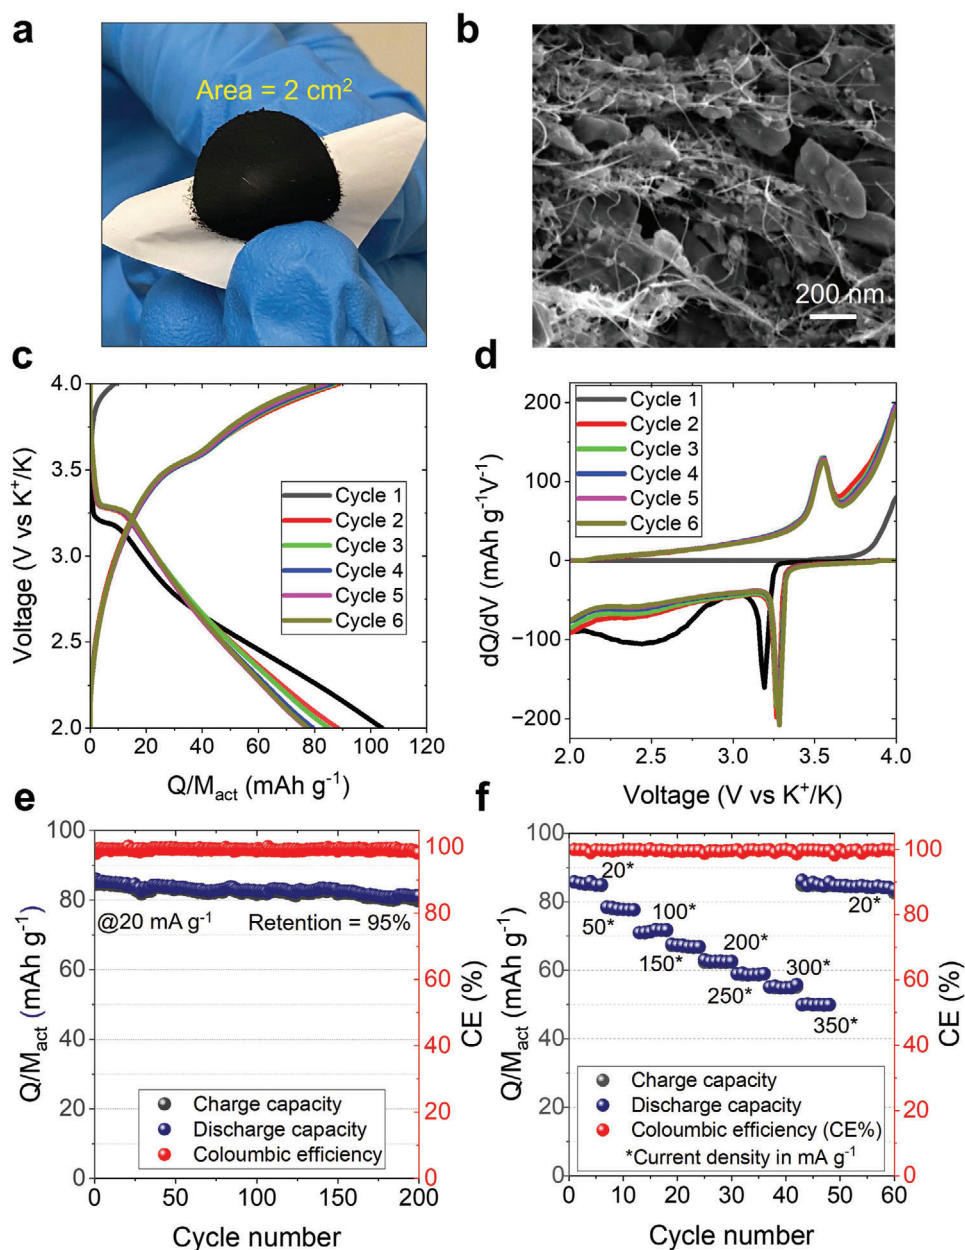 a
Area = 2 cm²
b
200 nm
c
Voltage (V vs K⁺/K)
4.0
3.5
3.0
2.5
2.0
0 20 40 60 80 100 120
Q/Mact (mAh g⁻¹)
Cycle 1
Cycle 2
Cycle 3
Cycle 4
Cycle 5
Cycle 6
d
dQ/dV (mAh g⁻¹V⁻¹)
200
100
0
−100
−200
2.0 2.5 3.0 3.5 4.0
Voltage (V vs K⁺/K)
Cycle 1
Cycle 2
Cycle 3
Cycle 4
Cycle 5
Cycle 6
e
Q/Mact (mAh g⁻¹)
100
80
60
40
20
0
@20 mA g⁻¹ Retention = 95%
Charge capacity
Discharge capacity
Coloumbic efficiency
0 50 100 150 200
Cycle number
100
80
60
40
20
0
CE (%)
f
Q/Mact (mAh g⁻¹)
100
80
60
40
20
0
20*
50*
100*
150*
200*
250*
300*
350*
20*
Charge capacity
Discharge capacity
Coloumbic efficiency (CE%)
*Current density in mA g⁻¹
0 10 20 30 40 50 60
Cycle number
100
80
60
40
20
0
CE (%)